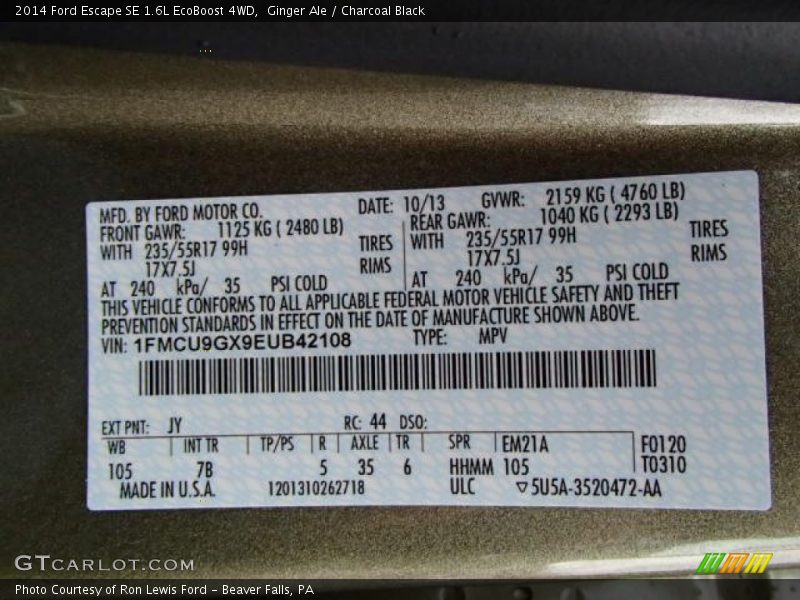 2014 Ford Escape SE 1.6L EcoBoost 4WD,  Ginger Ale / Charcoal Black
MFD. BY FORD MOTOR CO. DATE: 10/13 GVWR: 2159 KG ( 4760 LB)
FRONT GAWR: 1125 KG ( 2480 LB) REAR GAWR: 1040 KG ( 2293 LB)
WITH 235/55R17 99H TIRES WITH 235/55R17 99H TIRES
17X7.5J RIMS 17X7.5J RIMS
AT 240 kPa/ 35 PSI COLD AT 240 kPa/ 35 PSI COLD
THIS VEHICLE CONFORMS TO ALL APPLICABLE FEDERAL MOTOR VEHICLE SAFETY AND THEFT
PREVENTION STANDARDS IN EFFECT ON THE DATE OF MANUFACTURE SHOWN ABOVE.
VIN: 1FMCU9GX9EUB42108 TYPE: MPV
EXT PNT: JY RC: 44 DSO:
WB INT TR TP/PS R AXLE TR SPR EM21A F0120
105 7B 5 35 6 HHMM 105 T0310
MADE IN U.S.A. 1201310262718 ULC ▽5U5A-3520472-AA
GTCARLOT.COM
Photo Courtesy of Ron Lewis Ford - Beaver Falls, PA